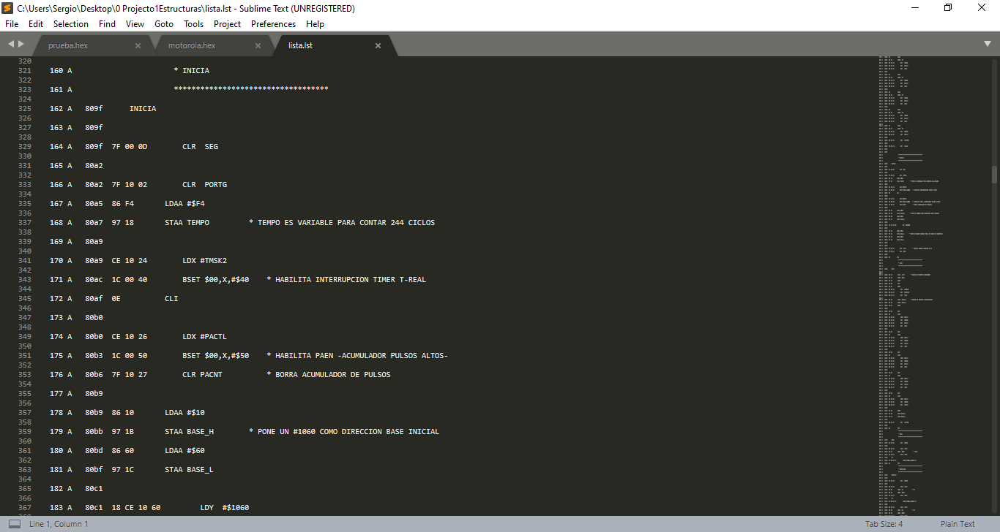 C:\Users\Sergio\Desktop\0 Projecto1Estructuras\lista.lst - Sublime Text (UNREGISTERED)
File Edit Selection Find View Goto Tools Project Preferences Help
prueba.hex motorola.hex lista.lst
320
321 160 A * INICIA
322
323 161 A ***********************************
324
325 162 A 809f INICIA
326
327 163 A 809f
328
329 164 A 809f 7F 00 0D CLR SEG
330
331 165 A 80a2
332
333 166 A 80a2 7F 10 02 CLR PORTG
334
335 167 A 80a5 86 F4 LDAA #$F4
336
337 168 A 80a7 97 18 STAA TEMPO * TEMPO ES VARIABLE PARA CONTAR 244 CICLOS
338
339 169 A 80a9
340
341 170 A 80a9 CE 10 24 LDX #TMSK2
342
343 171 A 80ac 1C 00 40 BSET $00,X,#$40 * HABILITA INTERRUPCION TIMER T-REAL
344
345 172 A 80af 0E CLI
346
347 173 A 80b0
348
349 174 A 80b0 CE 10 26 LDX #PACTL
350
351 175 A 80b3 1C 00 50 BSET $00,X,#$50 * HABILITA PAEN -ACUMULADOR PULSOS ALTOS-
352
353 176 A 80b6 7F 10 27 CLR PACNT * BORRA ACUMULADOR DE PULSOS
354
355 177 A 80b9
356
357 178 A 80b9 86 10 LDAA #$10
358
359 179 A 80bb 97 1B STAA BASE_H * PONE UN #1060 COMO DIRECCION BASE INICIAL
360
361 180 A 80bd 86 60 LDAA #$60
362
363 181 A 80bf 97 1C STAA BASE_L
364
365 182 A 80c1
366
367 183 A 80c1 18 CE 10 60 LDY #$1060
Line 1, Column 1 Tab Size: 4 Plain Text